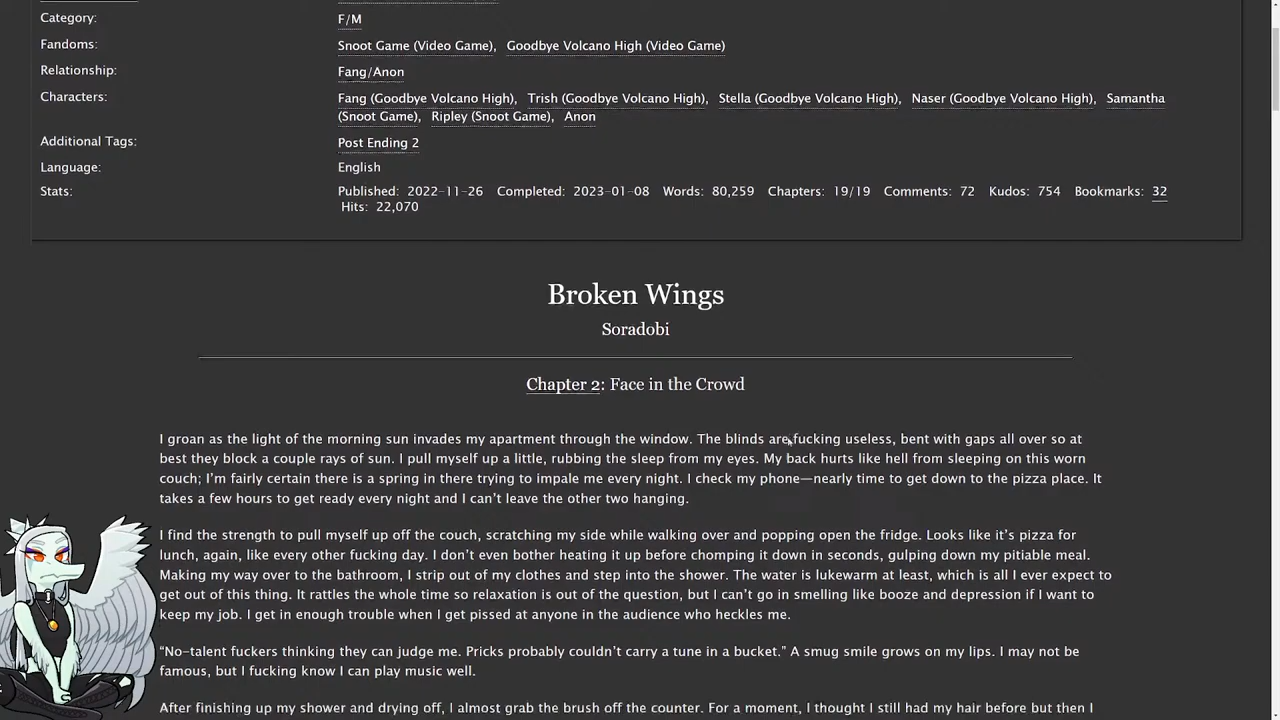 Category: F/M
Fandoms: Snoot Game (Video Game), Goodbye Volcano High (Video Game)
Relationship: Fang/Anon
Characters: Fang (Goodbye Volcano High), Trish (Goodbye Volcano High), Stella (Goodbye Volcano High), Naser (Goodbye Volcano High), Samantha
(Snoot Game), Ripley (Snoot Game), Anon
Additional Tags: Post Ending 2
Language: English
Stats: Published: 2022-11-26 Completed: 2023-01-08 Words: 80,259 Chapters: 19/19 Comments: 72 Kudos: 754 Bookmarks: 32
Hits: 22,070
Broken Wings
Soradobi
Chapter 2: Face in the Crowd
I groan as the light of the morning sun invades my apartment through the window. The blinds are fucking useless, bent with gaps all over so at
best they block a couple rays of sun. I pull myself up a little, rubbing the sleep from my eyes. My back hurts like hell from sleeping on this worn
couch; I’m fairly certain there is a spring in there trying to impale me every night. I check my phone—nearly time to get down to the pizza place. It
takes a few hours to get ready every night and I can’t leave the other two hanging.
I find the strength to pull myself up off the couch, scratching my side while walking over and popping open the fridge. Looks like it’s pizza for
lunch, again, like every other fucking day. I don’t even bother heating it up before chomping it down in seconds, gulping down my pitiable meal.
Making my way over to the bathroom, I strip out of my clothes and step into the shower. The water is lukewarm at least, which is all I ever expect to
get out of this thing. It rattles the whole time so relaxation is out of the question, but I can’t go in smelling like booze and depression if I want to
keep my job. I get in enough trouble when I get pissed at anyone in the audience who heckles me.
“No-talent fuckers thinking they can judge me. Pricks probably couldn’t carry a tune in a bucket.” A smug smile grows on my lips. I may not be
famous, but I fucking know I can play music well.
After finishing up my shower and drying off, I almost grab the brush off the counter. For a moment, I thought I still had my hair before but then I